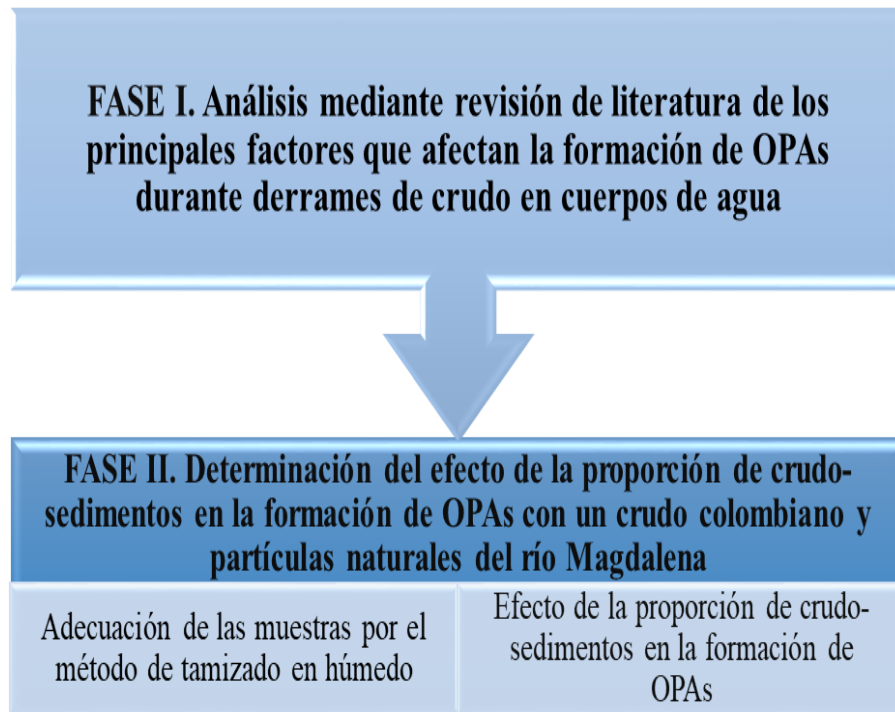 FASE I. Análisis mediante revisión de literatura de los
principales factores que afectan la formación de OPAs
durante derrames de crudo en cuerpos de agua
FASE II. Determinación del efecto de la proporción de crudo-
sedimentos en la formación de OPAs con un crudo colombiano y
partículas naturales del río Magdalena
Adecuación de las muestras por el
método de tamizado en húmedo
Efecto de la proporción de crudo-
sedimentos en la formación de
OPAs